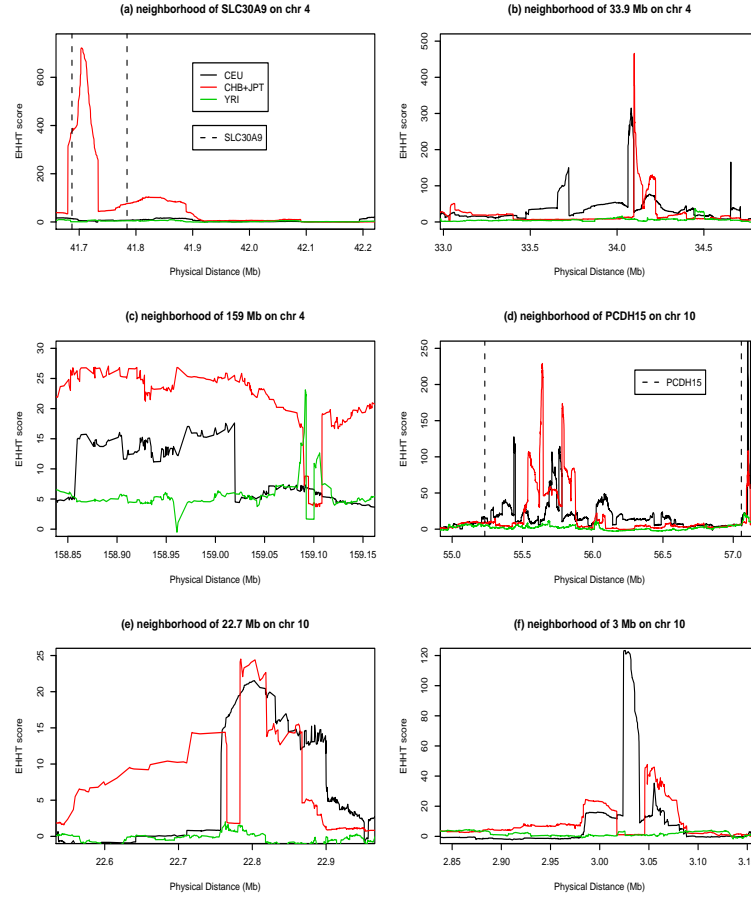 (a) neighborhood of SLC30A9 on chr 4
EHHT score
0 200 400 600
CEU
CHB+JPT
YRI
SLC30A9
41.7 41.8 41.9 42.0 42.1 42.2
Physical Distance (Mb)
(b) neighborhood of 33.9 Mb on chr 4
EHHT score
0 100 200 300 400 500
33.0 33.5 34.0 34.5
Physical Distance (Mb)
(c) neighborhood of 159 Mb on chr 4
EHHT score
0 5 10 15 20 25 30
158.85 158.90 158.95 159.00 159.05 159.10 159.15
Physical Distance (Mb)
(d) neighborhood of PCDH15 on chr 10
EHHT score
0 50 100 150 200 250
PCDH15
55.0 55.5 56.0 56.5 57.0
Physical Distance (Mb)
(e) neighborhood of 22.7 Mb on chr 10
EHHT score
0 5 10 15 20 25
22.6 22.7 22.8 22.9
Physical Distance (Mb)
(f) neighborhood of 3 Mb on chr 10
EHHT score
0 20 40 60 80 100 120
2.85 2.90 2.95 3.00 3.05 3.10
Physical Distance (Mb)